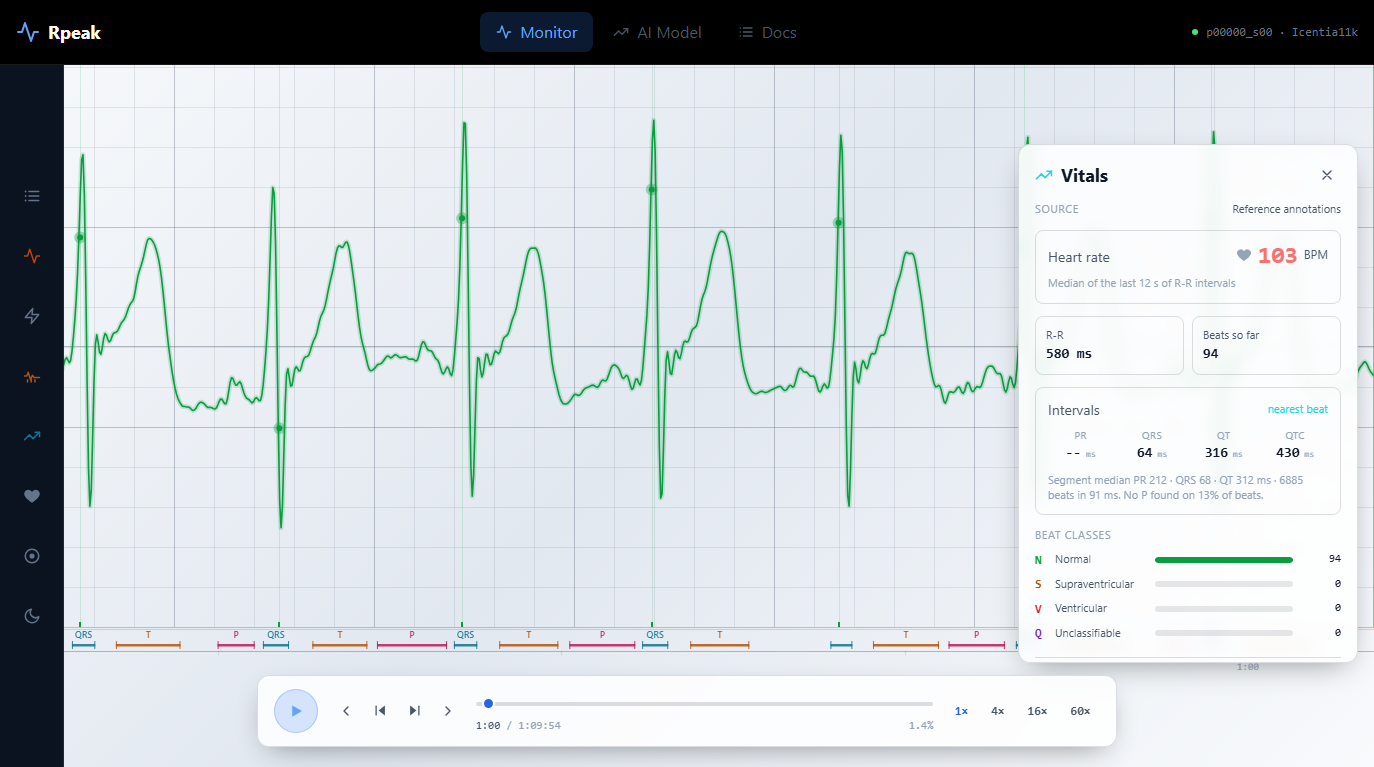 Rpeak
Monitor
AI Model
Docs
p00000_s00 · Icentia11k
Vitals
SOURCE
Reference annotations
Heart rate
103 BPM
Median of the last 12 s of R-R intervals
R-R
580 ms
Beats so far
94
Intervals
nearest beat
PR
QRS
QT
QTC
-- ms
64 ms
316 ms
430 ms
Segment median PR 212 · QRS 68 · QT 312 ms · 6885
beats in 91 ms. No P found on 13% of beats.
BEAT CLASSES
N Normal 94
S Supraventricular 0
V Ventricular 0
Q Unclassifiable 0
QRS T P QRS T P QRS T P QRS T T P
1:00
1:00 / 1:09:54
1.4%
1x
4x
16x
60x